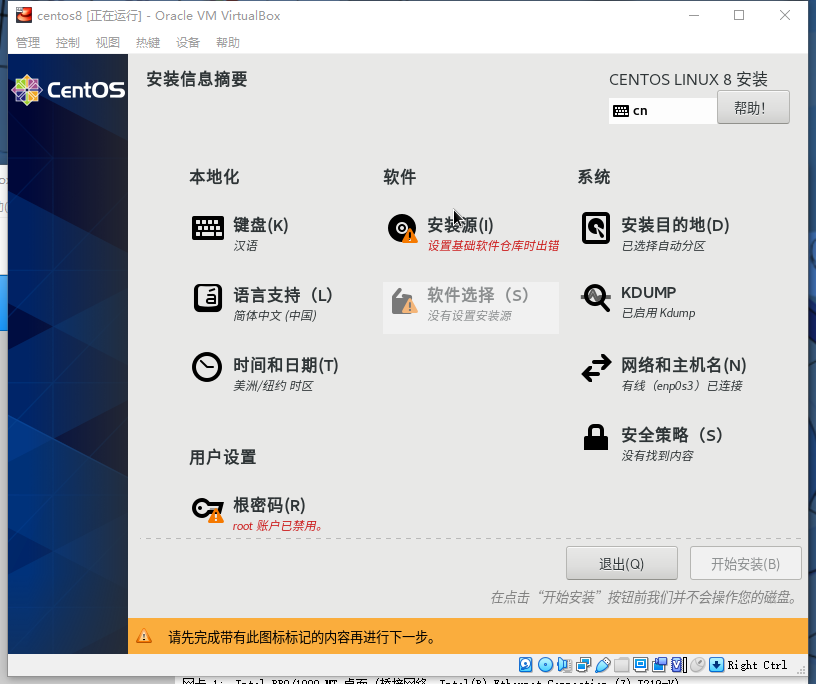 centos8 [正在运行] - Oracle VM VirtualBox
管理 控制 视图 热键 设备 帮助
CentOS
安装信息摘要
CENTOS LINUX 8 安装
cn
帮助！
本地化
键盘(K)
汉语
语言支持（L）
简体中文 (中国)
时间和日期(T)
美洲/纽约 时区
软件
安装源(I)
设置基础软件仓库时出错
软件选择（S）
没有设置安装源
系统
安装目的地(D)
已选择自动分区
KDUMP
已启用 Kdump
网络和主机名(N)
有线（enp0s3）已连接
安全策略（S）
没有找到内容
用户设置
根密码(R)
root 账户已禁用。
退出(Q)
开始安装(B)
在点击“开始安装”按钮前我们并不会操作您的磁盘。
请先完成带有此图标标记的内容再进行下一步。
Right Ctrl